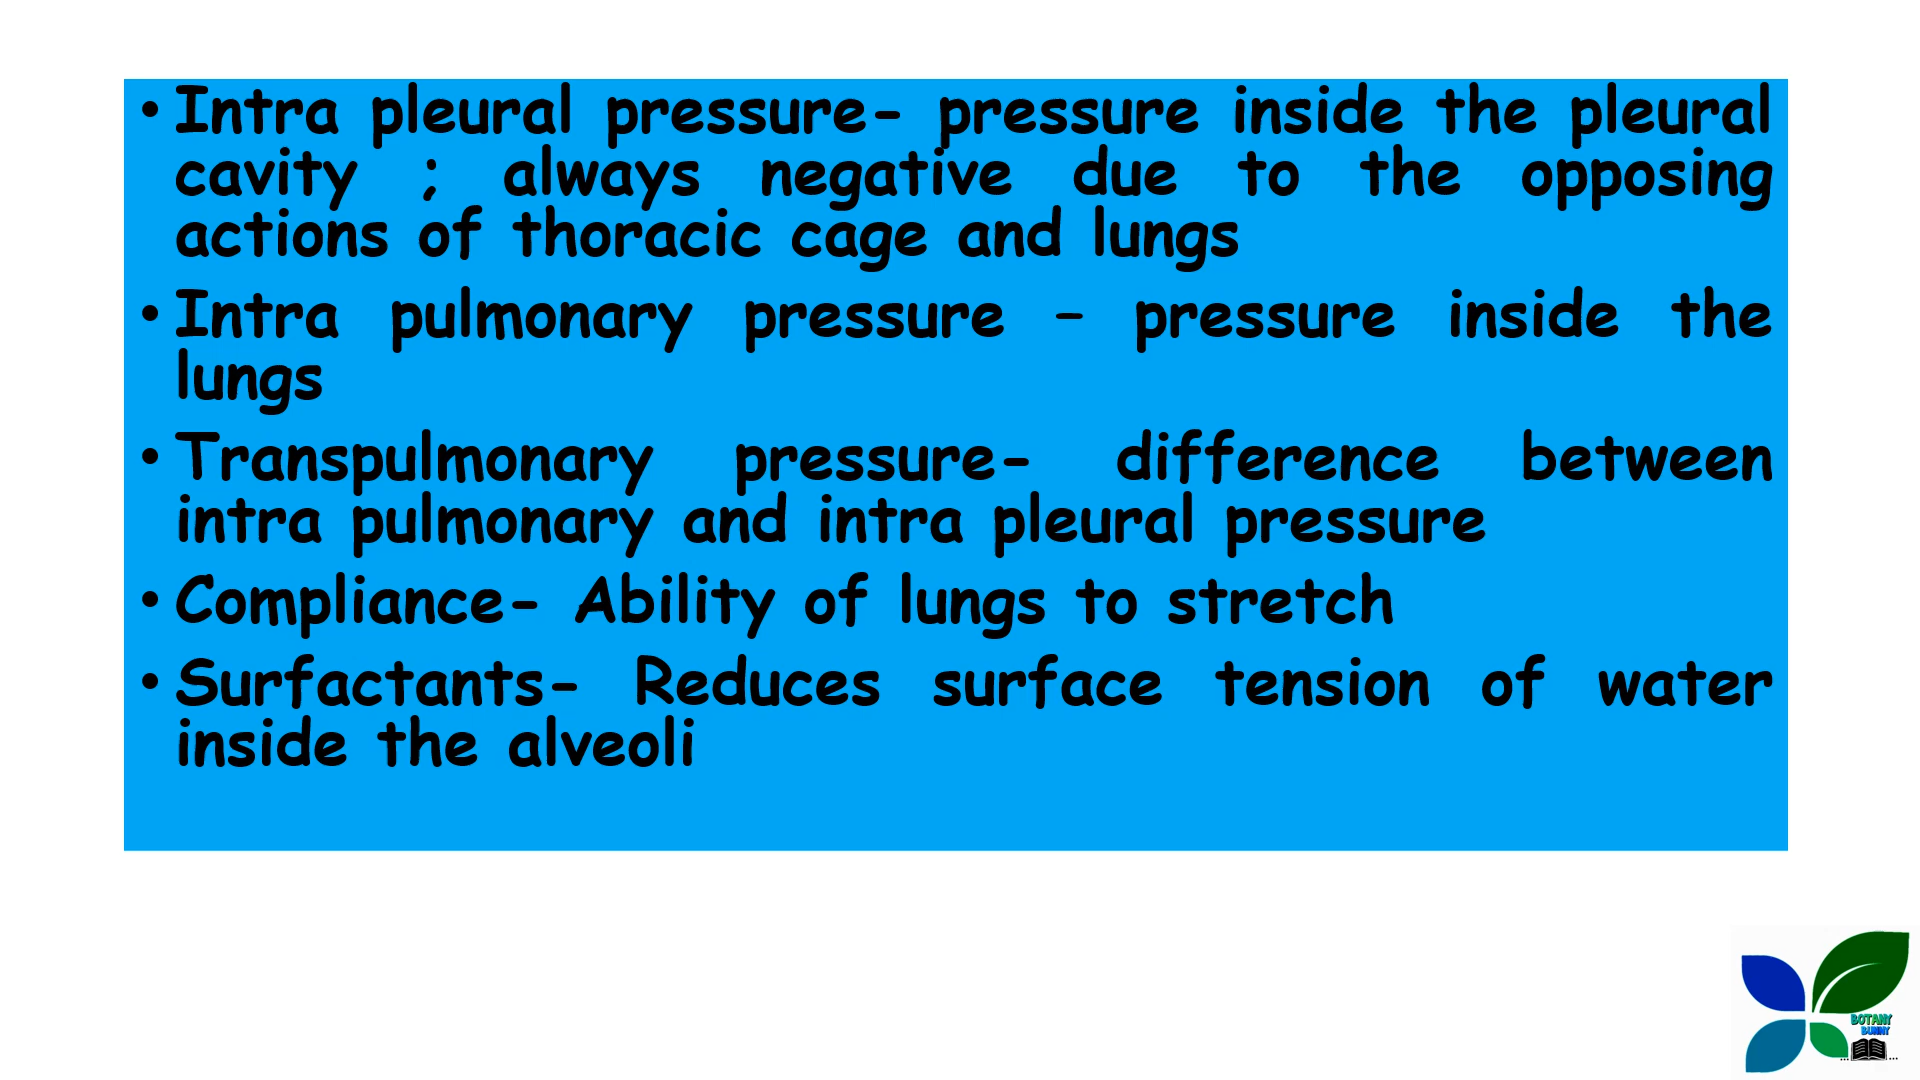 • Intra pleural pressure- pressure inside the pleural
cavity ; always negative due to the opposing
actions of thoracic cage and lungs
• Intra pulmonary pressure – pressure inside the
lungs
• Transpulmonary pressure- difference between
intra pulmonary and intra pleural pressure
• Compliance- Ability of lungs to stretch
• Surfactants- Reduces surface tension of water
inside the alveoli
BOTANY
BUNNY